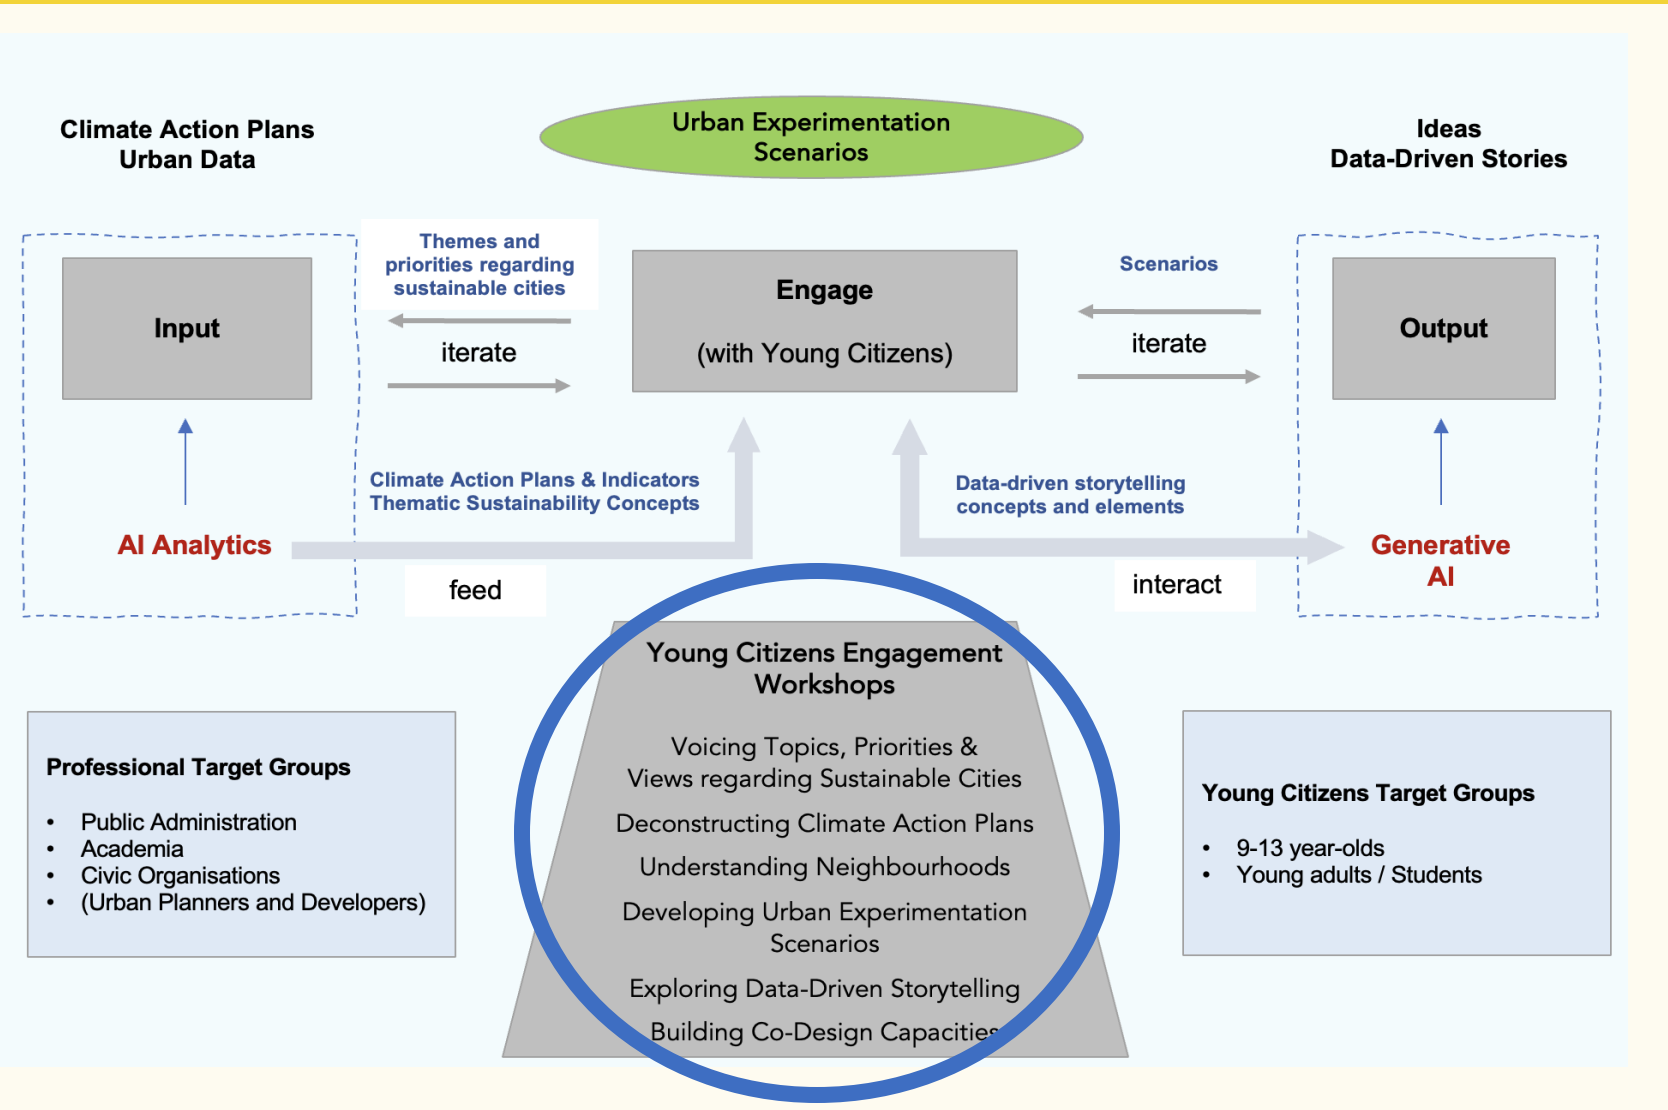 Climate Action Plans
Urban Data
Urban Experimentation
Scenarios
Ideas
Data-Driven Stories
Input
Themes and
priorities regarding
sustainable cities
iterate
Engage
(with Young Citizens)
Scenarios
iterate
Output
Climate Action Plans & Indicators
Thematic Sustainability Concepts
Data-driven storytelling
concepts and elements
AI Analytics
feed
interact
Generative
AI
Young Citizens Engagement
Workshops
Voicing Topics, Priorities &
Views regarding Sustainable Cities
Deconstructing Climate Action Plans
Understanding Neighbourhoods
Developing Urban Experimentation
Scenarios
Exploring Data-Driven Storytelling
Building Co-Design Capacities
Professional Target Groups
• Public Administration
• Academia
• Civic Organisations
• (Urban Planners and Developers)
Young Citizens Target Groups
• 9-13 year-olds
• Young adults / Students